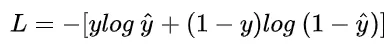 L = −[ylog ŷ + (1 − y)log (1 − ŷ)]